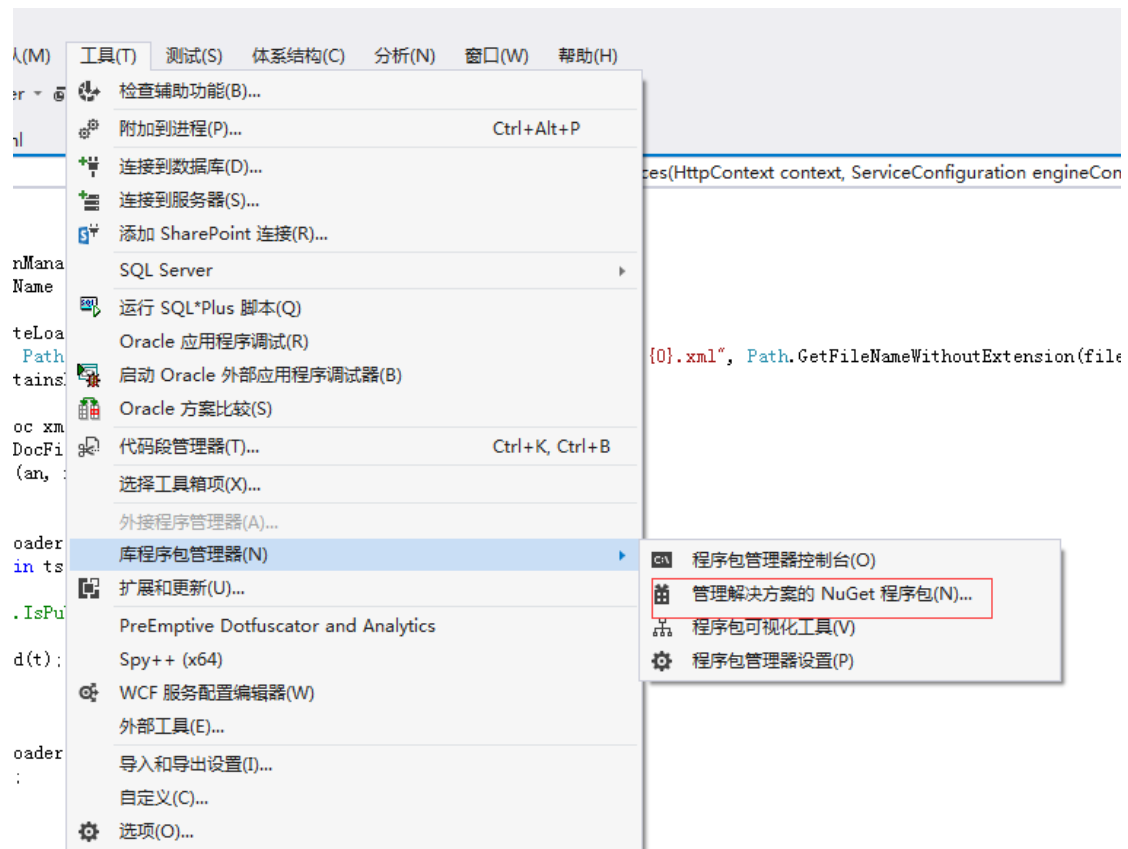 (M) 工具(T) 测试(S) 体系结构(C) 分析(N) 窗口(W) 帮助(H)
er
检查辅助功能(B)...
附加到进程(P)... Ctrl+Alt+P
连接到数据库(D)...
ces(HttpContext context, ServiceConfiguration engineCon
连接到服务器(S)...
添加 SharePoint 连接(R)...
nMana
SQL Server
Name
运行 SQL*Plus 脚本(Q)
teLoa
Oracle 应用程序调试(R)
Path {0}.xml", Path.GetFileNameWithoutExtension(file
tains
启动 Oracle 外部应用程序调试器(B)
Oracle 方案比较(S)
oc xm
DocFi
代码段管理器(T)... Ctrl+K, Ctrl+B
(an, :
选择工具箱项(X)...
外接程序管理器(A)...
oader
库程序包管理器(N)
in ts
程序包管理器控制台(O)
扩展和更新(U)...
管理解决方案的 NuGet 程序包(N)...
.IsPu
PreEmptive Dotfuscator and Analytics
程序包可视化工具(V)
d(t);
Spy++ (x64)
程序包管理器设置(P)
WCF 服务配置编辑器(W)
外部工具(E)...
oader
导入和导出设置(I)...
;
自定义(C)...
选项(O)...